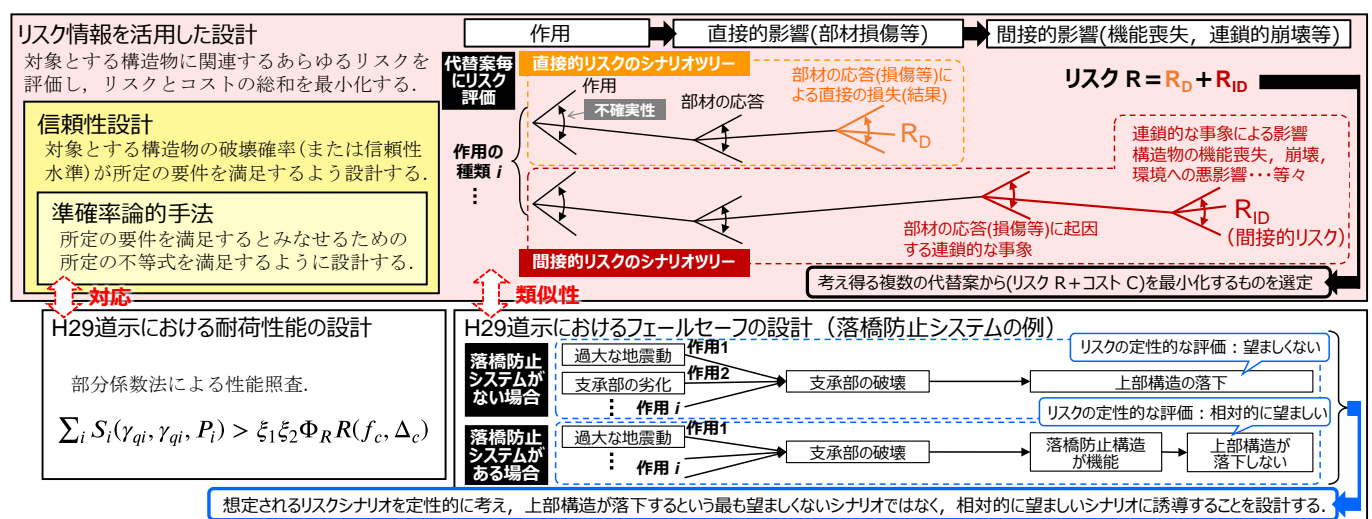 リスク情報を活用した設計
対象とする構造物に関連するあらゆるリスクを
評価し，リスクとコストの総和を最小化する．
信頼性設計
対象とする構造物の破壊確率(または信頼性
水準)が所定の要件を満足するよう設計する．
準確率論的手法
所定の要件を満足するとみなせるための
所定の不等式を満足するように設計する．
作用
直接的影響(部材損傷等)
間接的影響(機能喪失，連鎖的崩壊等)
代替案毎
にリスク
評価
直接的リスクのシナリオツリー
作用
不確実性
部材の応答
部材の応答(損傷等)に
よる直接の損失(結果)
R_D
リスク R＝R_D＋R_ID
作用の
種類 i
⋮
連鎖的な事象による影響
構造物の機能喪失，崩壊，
環境への悪影響・・・等々
R_ID
(間接的リスク)
部材の応答(損傷等)に起因
する連鎖的な事象
間接的リスクのシナリオツリー
考え得る複数の代替案から(リスク R＋コスト C)を最小化するものを選定
対応
類似性
H29道示における耐荷性能の設計
部分係数法による性能照査．
∑_i S_i(γ_qi, γ_qi, P_i) > ξ_1ξ_2Φ_R R(f_c, Δ_c)
H29道示におけるフェールセーフの設計（落橋防止システムの例）
落橋防止
システムが
ない場合
過大な地震動
作用1
支承部の劣化
作用2
⋮
作用 i
支承部の破壊
上部構造の落下
リスクの定性的な評価：望ましくない
リスクの定性的な評価：相対的に望ましい
落橋防止
システムが
ある場合
過大な地震動
作用1
⋮
作用 i
支承部の破壊
落橋防止構造
が機能
上部構造が
落下しない
想定されるリスクシナリオを定性的に考え，上部構造が落下するという最も望ましくないシナリオではなく，相対的に望ましいシナリオに誘導することを設計する．